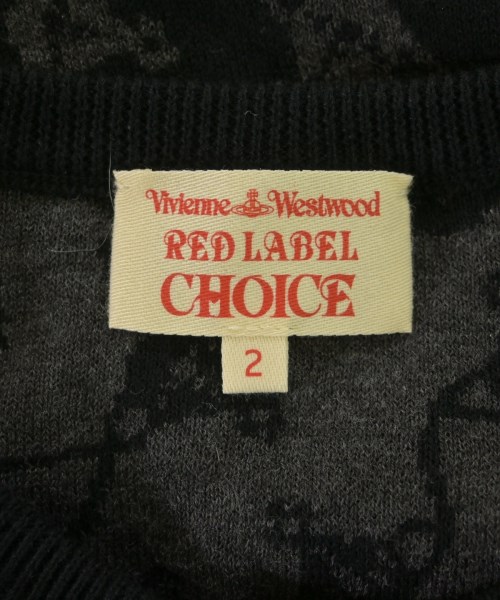 Vivienne Westwood
RED LABEL
CHOICE
2